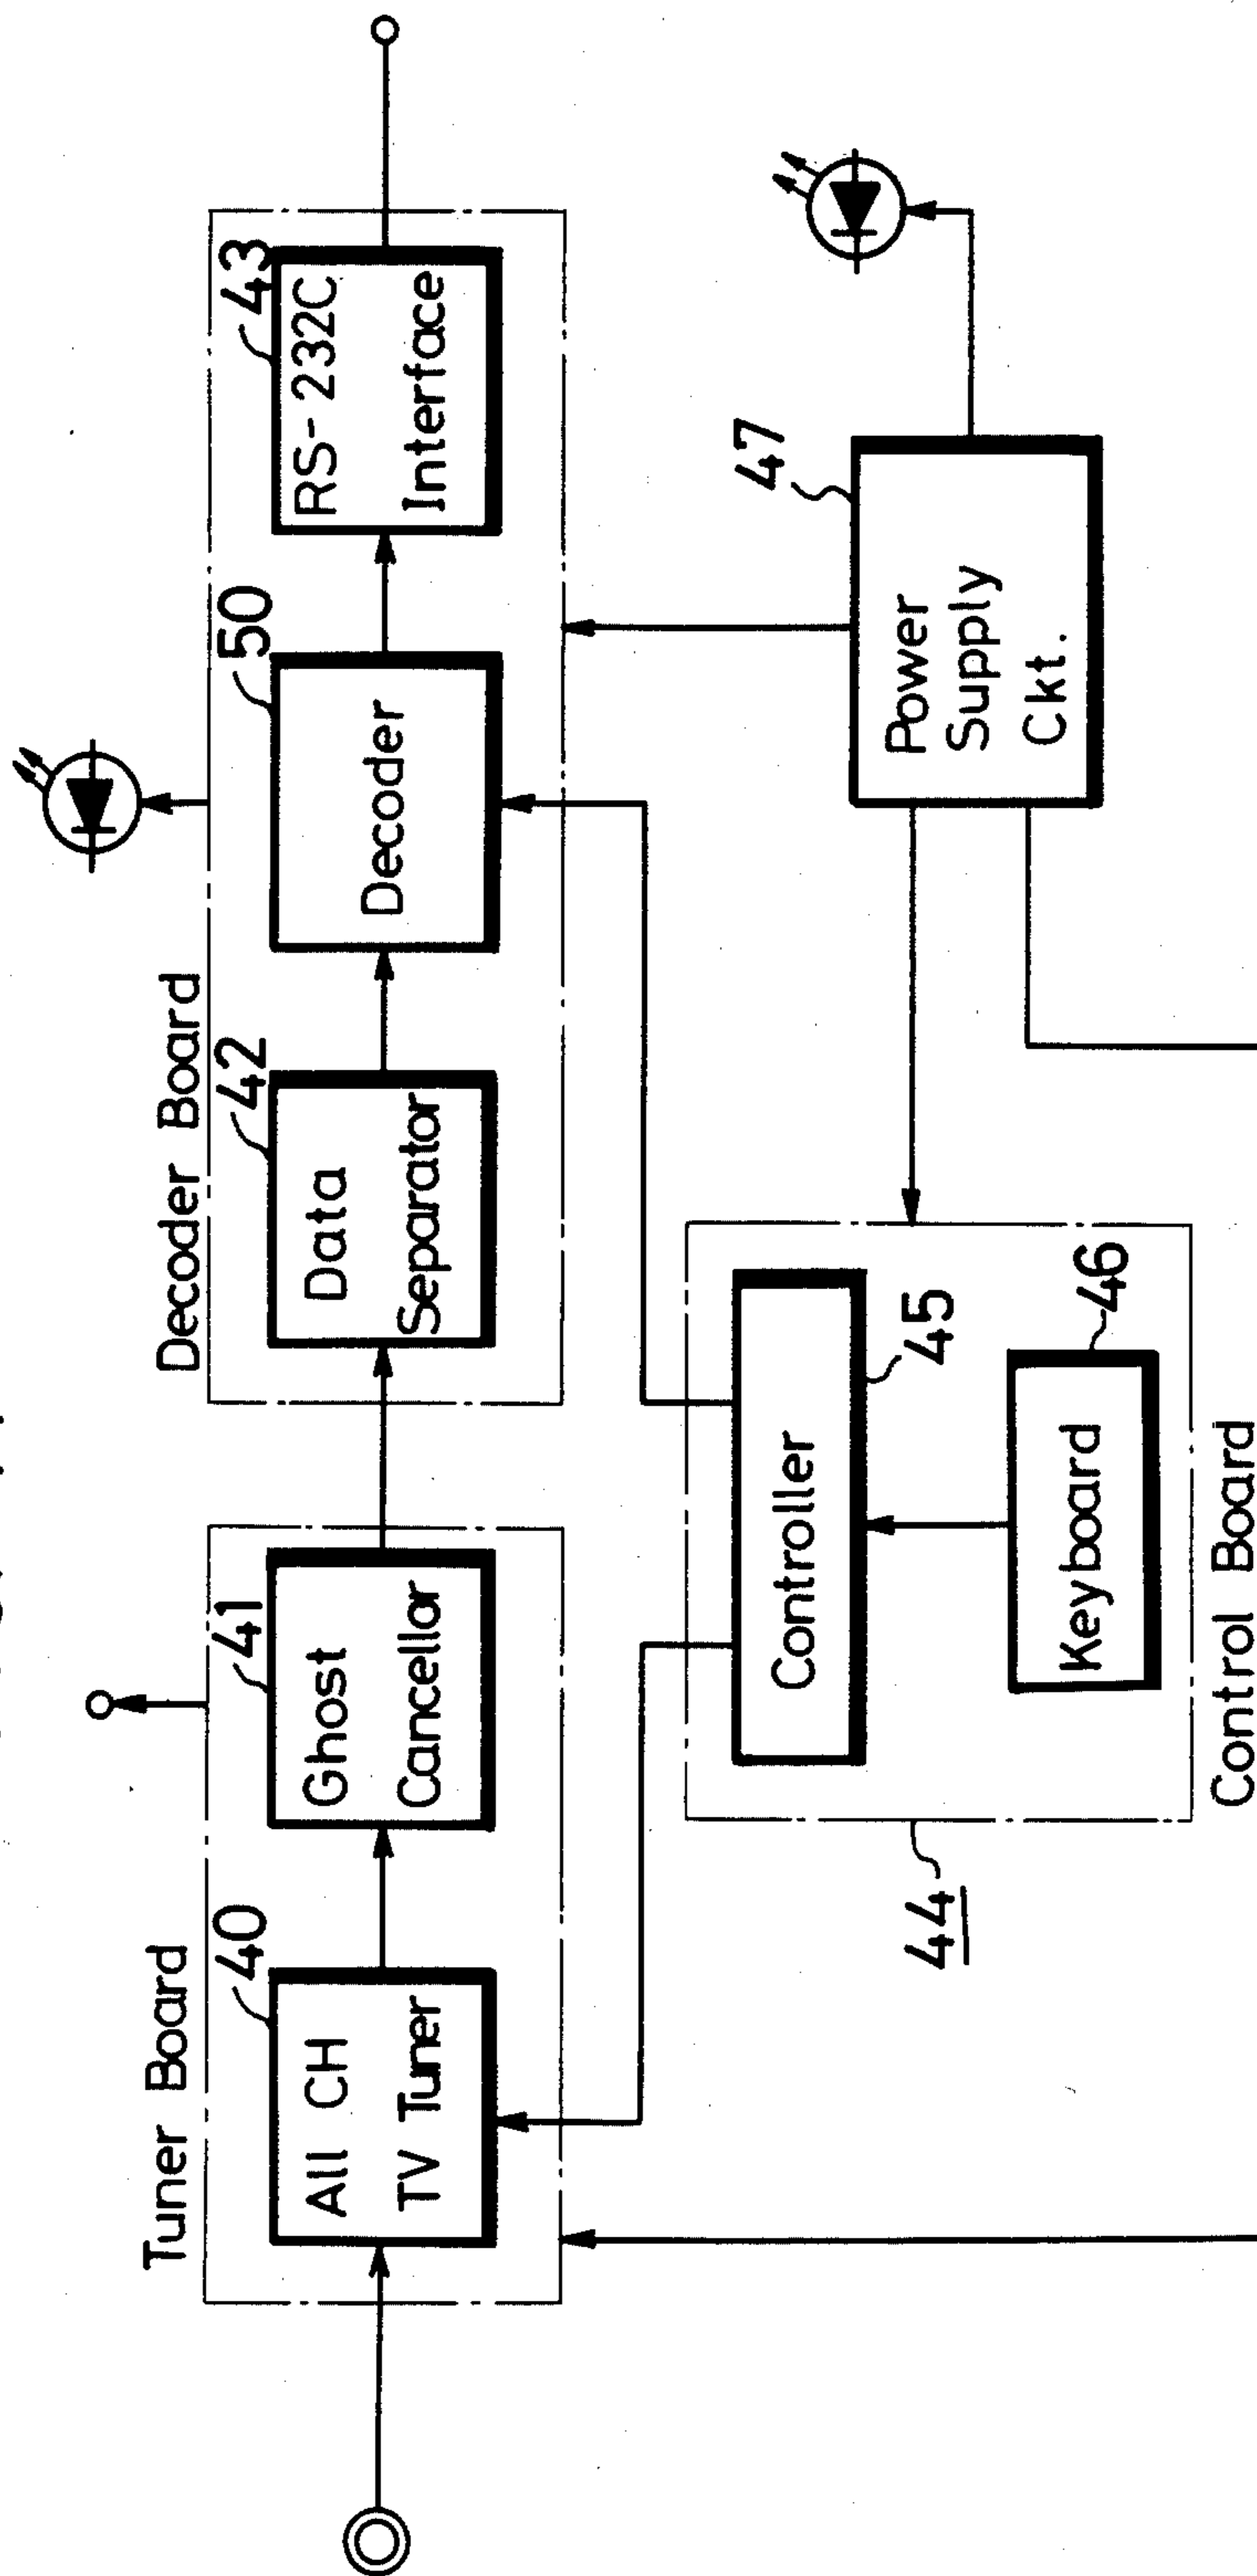 Tuner Board
40
All CH
TV Tuner
41
Ghost
Cancellor
Decoder Board
42
Data
Separator
50
Decoder
43
RS-232C
Interface
44
Controller
45
Keyboard
46
Control Board
47
Power
Supply
Ckt.